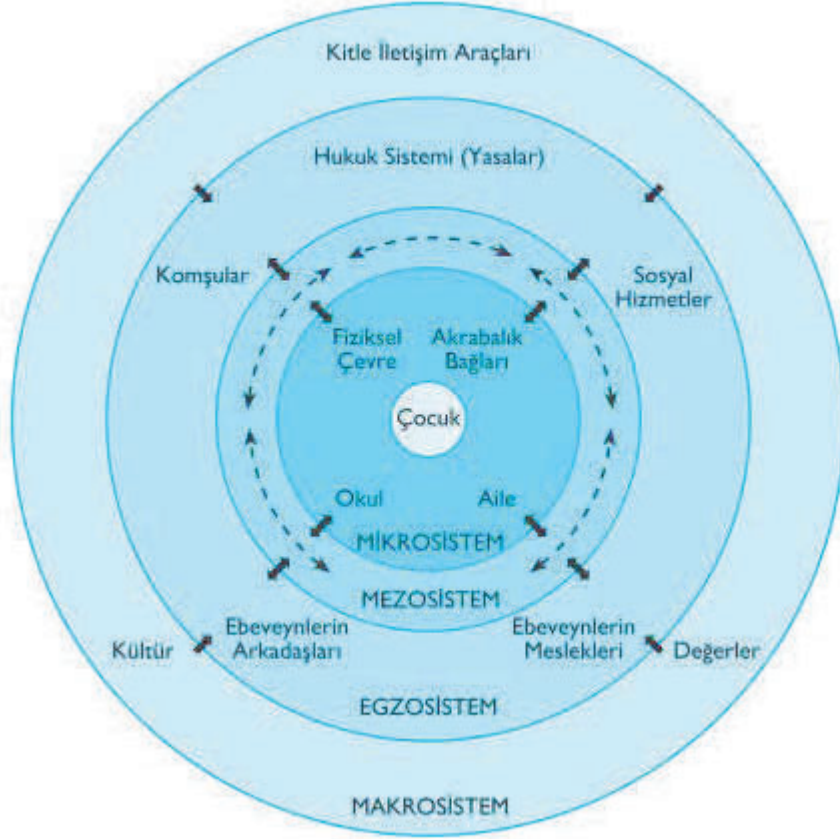 Kitle İletişim Araçları
Hukuk Sistemi (Yasalar)
Komşular
Sosyal
Hizmetler
Fiziksel
Çevre
Akrabalık
Bağları
Çocuk
Okul
Aile
MİKROSİSTEM
MEZOSİSTEM
Kültür
Ebeveynlerin
Arkadaşları
Ebeveynlerin
Meslekleri
Değerler
EGZOSİSTEM
MAKROSİSTEM